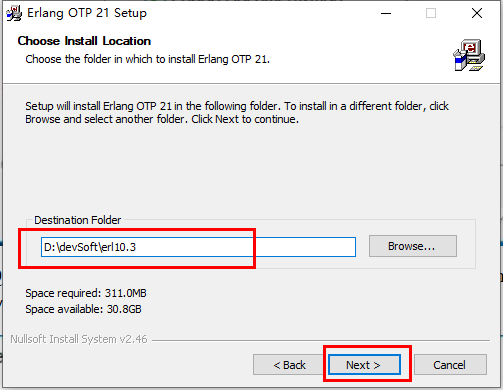 Erlang OTP 21 Setup
Choose Install Location
Choose the folder in which to install Erlang OTP 21.
Setup will install Erlang OTP 21 in the following folder. To install in a different folder, click
Browse and select another folder. Click Next to continue.
Destination Folder
D:\devSoft\erl10.3
Browse...
Space required: 311.0MB
Space available: 30.8GB
Nullsoft Install System v2.46
< Back
Next >
Cancel